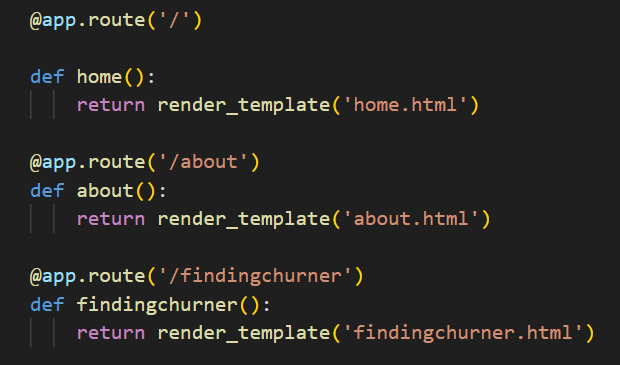 @app.route('/')
def home():
    return render_template('home.html')
@app.route('/about')
def about():
    return render_template('about.html')
@app.route('/findingchurner')
def findingchurner():
    return render_template('findingchurner.html')